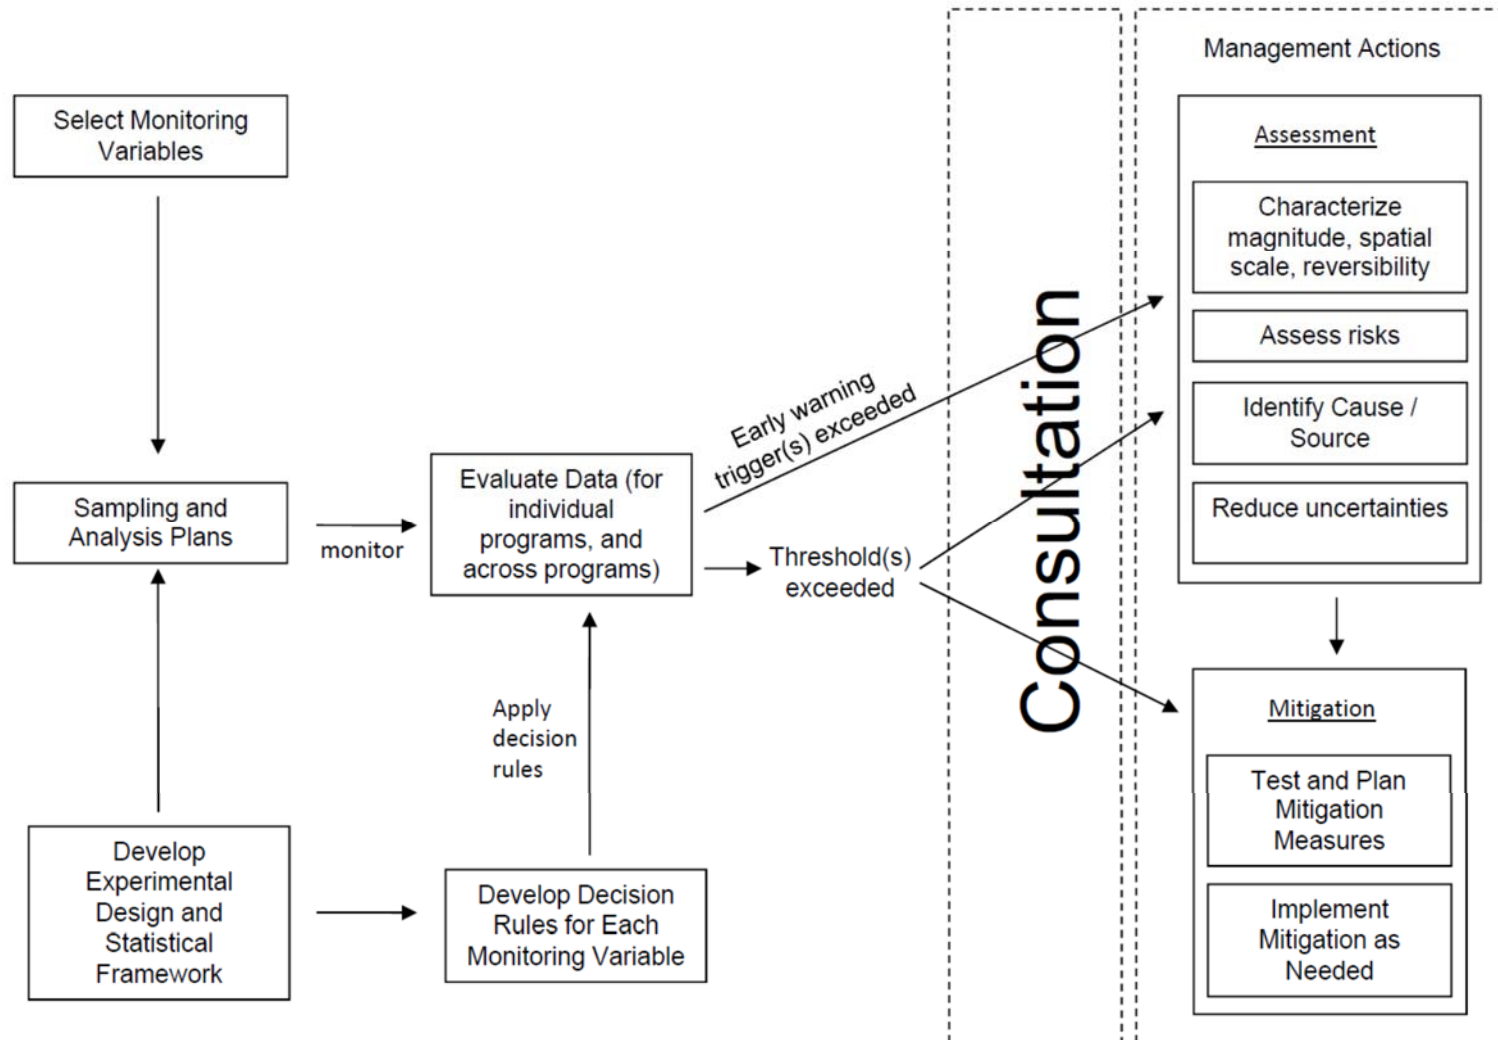 Select Monitoring
Variables
Sampling and
Analysis Plans
Develop
Experimental
Design and
Statistical
Framework
monitor
Evaluate Data (for
individual
programs, and
across programs)
Apply
decision
rules
Develop Decision
Rules for Each
Monitoring Variable
Early warning
trigger(s) exceeded
Threshold(s)
exceeded
Consultation
Management Actions
Assessment
Characterize
magnitude, spatial
scale, reversibility
Assess risks
Identify Cause /
Source
Reduce uncertainties
Mitigation
Test and Plan
Mitigation
Measures
Implement
Mitigation as
Needed